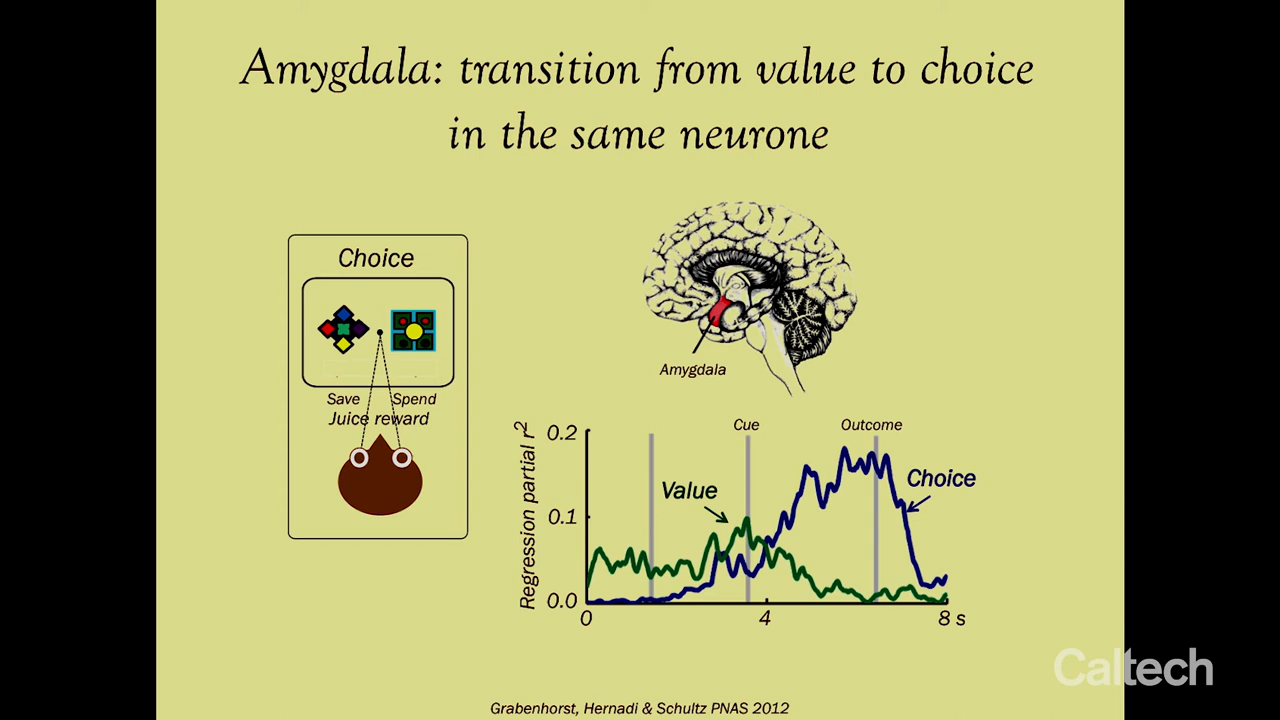 Amygdala: transition from value to choice
in the same neurone
Choice
Save Spend
Juice reward
Amygdala
Regression partial r²
0.2
0.1
0.0
0
4
8 s
Cue
Outcome
Value
Choice
Caltech
Grabenhorst, Hernadi & Schultz PNAS 2012